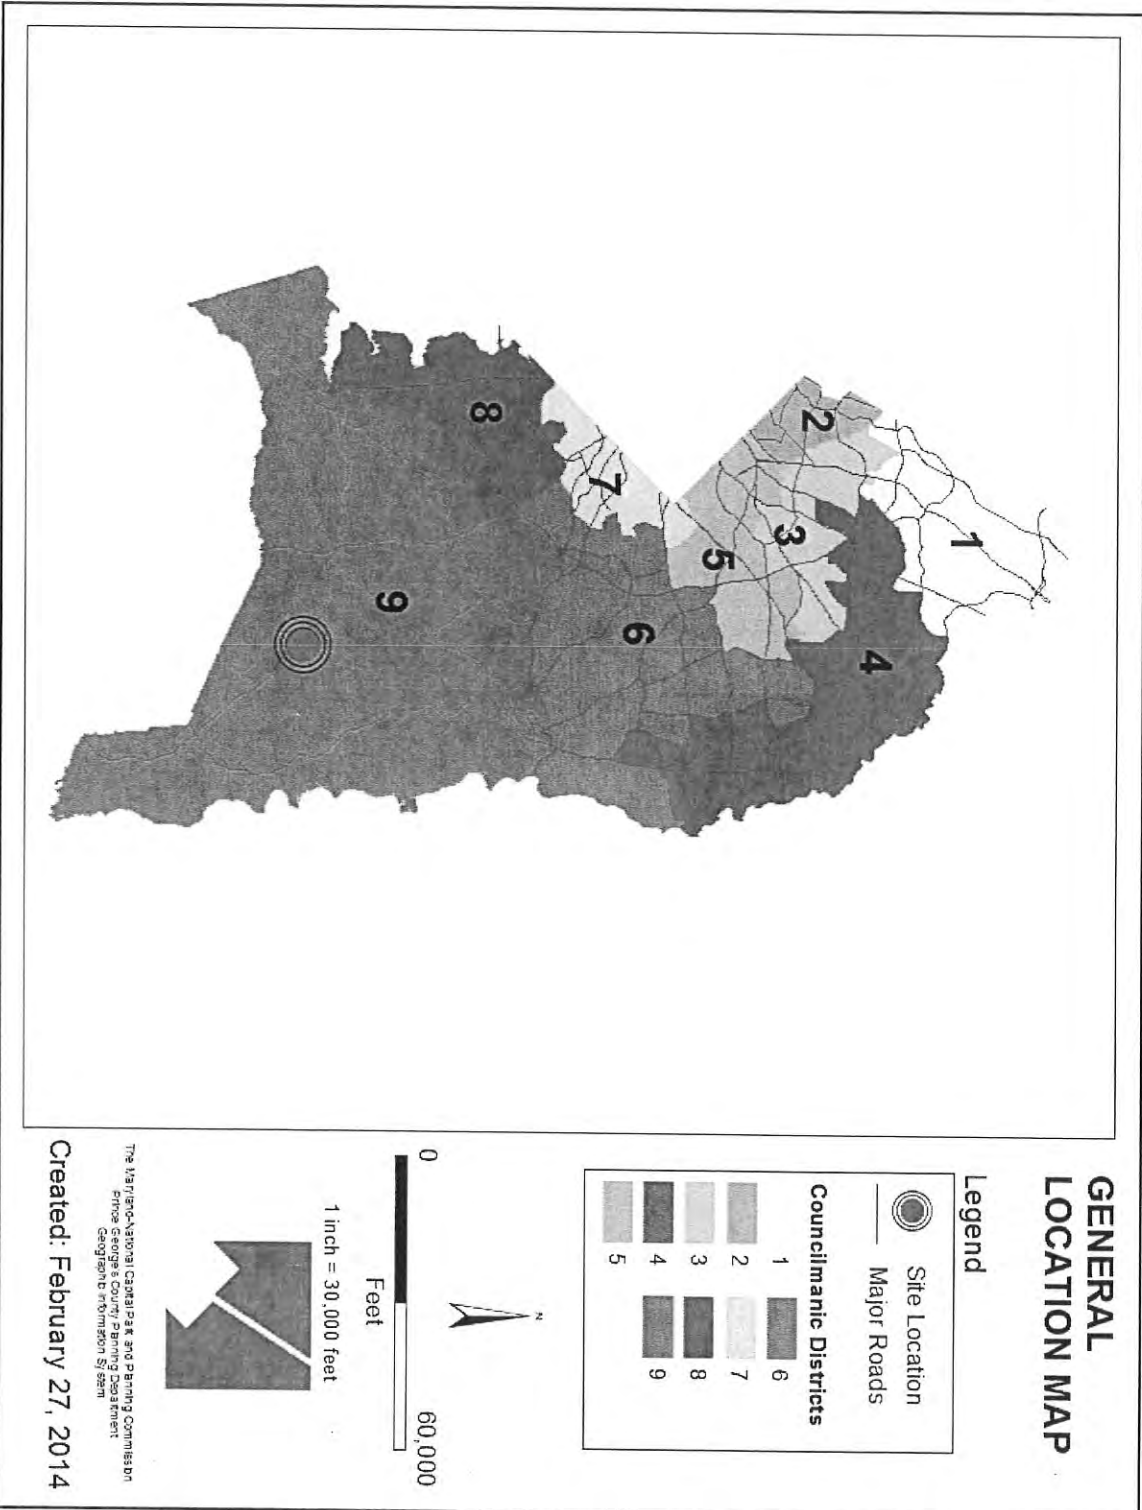 GENERAL
LOCATION MAP
Legend
Site Location
Major Roads
Councilmanic Districts
1
2
3
4
5
6
7
8
9
N
0
60,000
Feet
1 inch = 30,000 feet
The Maryland-National Capital Park and Planning Commission
Prince George's County Planning Department
Geographic Information System
Created: February 27, 2014
1
2
3
4
5
6
7
8
9